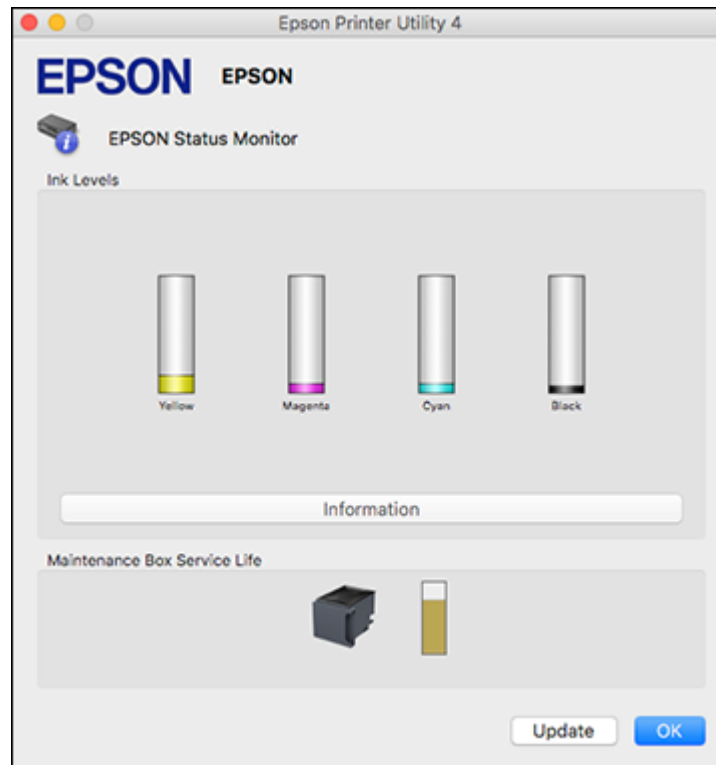 Epson Printer Utility 4
EPSON EPSON
EPSON Status Monitor
Ink Levels
Yellow Magenta Cyan Black
Information
Maintenance Box Service Life
Update OK